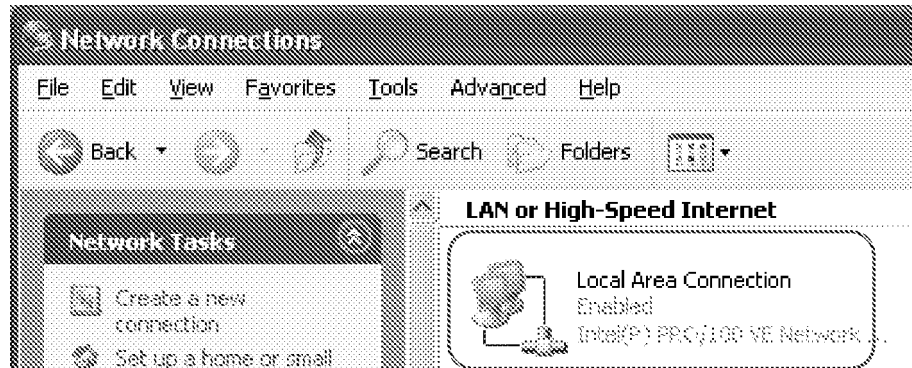 Network Connections
File Edit View Favorites Tools Advanced Help
Back Search Folders
LAN or High-Speed Internet
Network Tasks
Create a new
connection
Set up a home or small
Local Area Connection
Enabled
Intel(R) PRO/100 VE Network ...